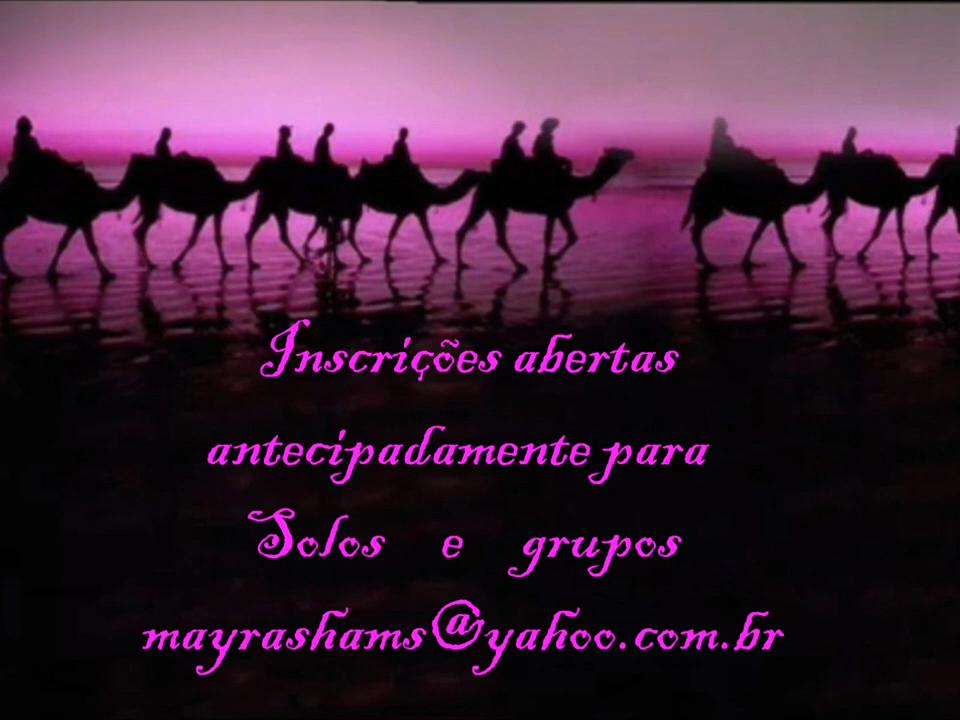 Inscrições abertas
antecipadamente para
Solos e grupos
mayrashams@yahoo.com.br